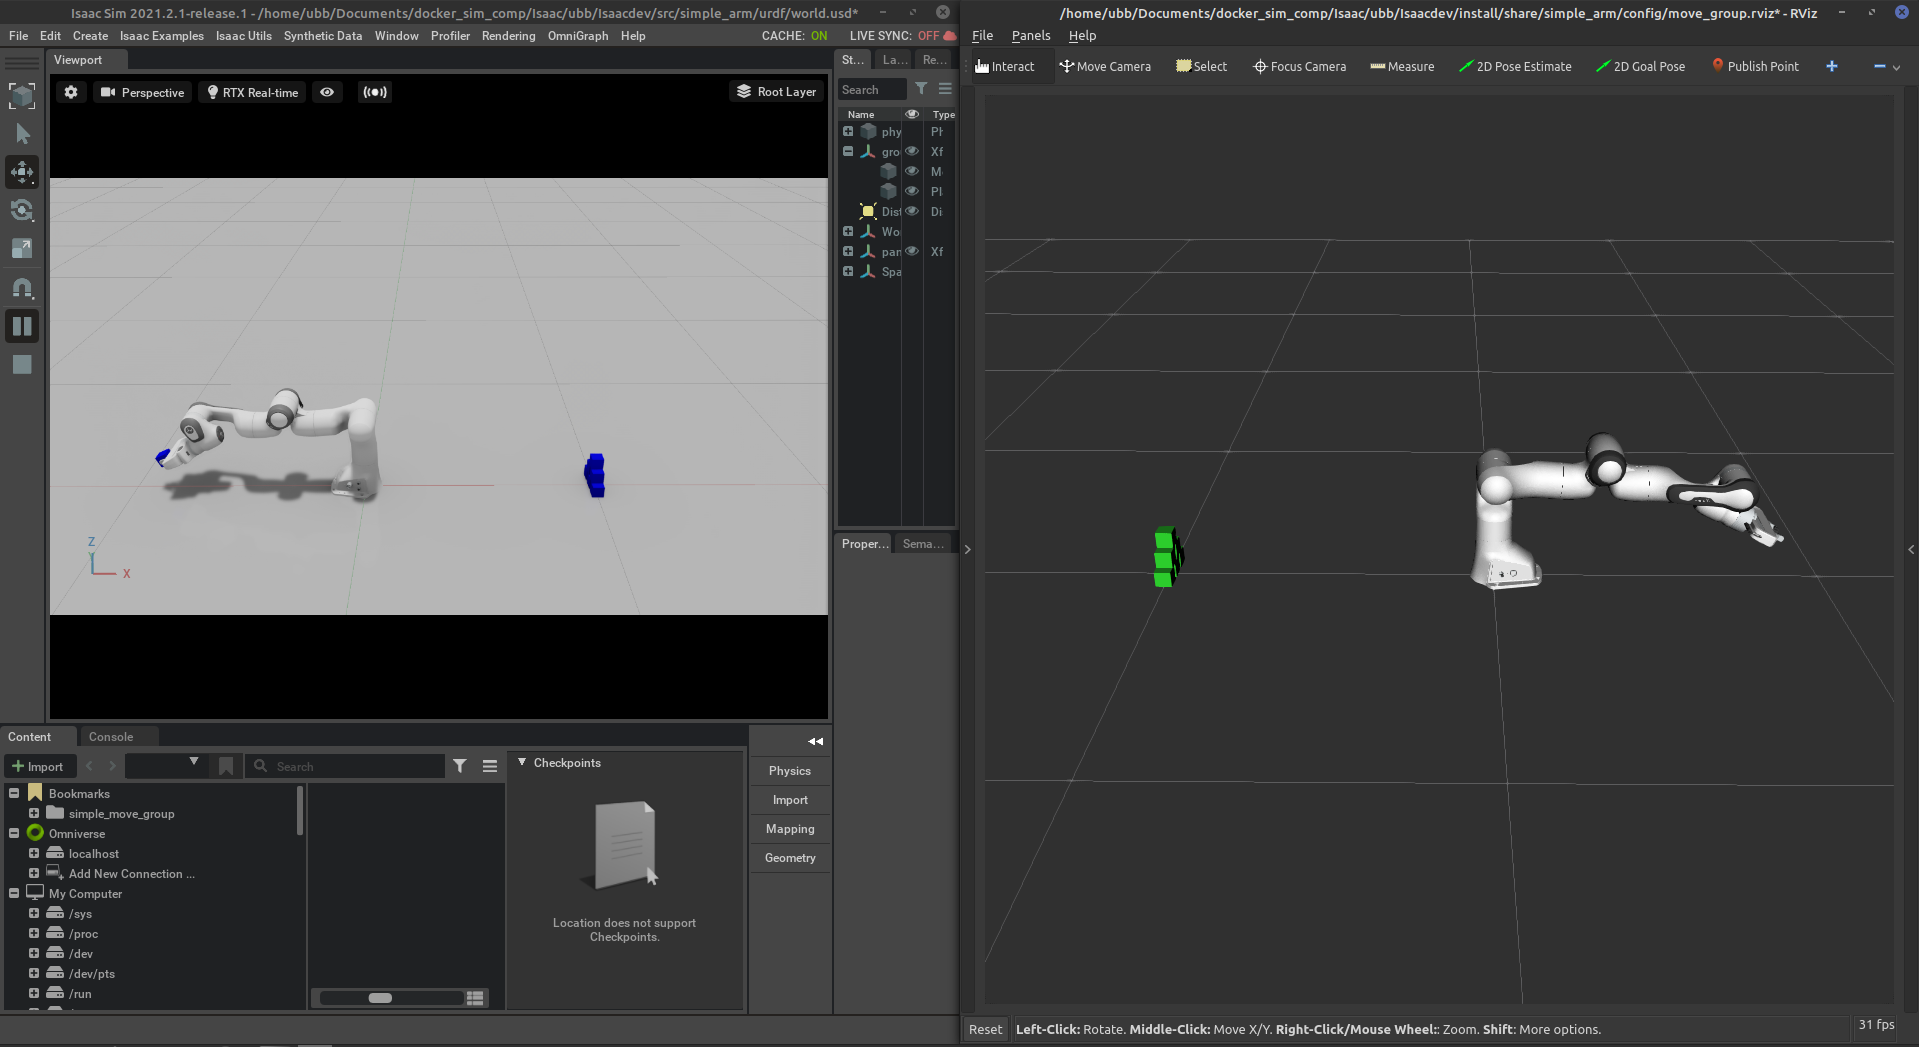 Isaac Sim 2021.2.1-release.1 - /home/ubb/Documents/docker_sim_comp/Isaac/ubb/Isaacdev/src/simple_arm/urdf/world.usd*
File Edit Create Isaac Examples Isaac Utils Synthetic Data Window Profiler Rendering OmniGraph Help CACHE: ON LIVE SYNC: OFF
Viewport
Perspective RTX Real-time Root Layer
St... La... Re...
Search
Name Type
phy Ph
gro Xf
M
Pl
Dist Di
Wo
pan Xf
Spa
Z
Y
X
Proper... Sema...
Content Console
Import Search
Bookmarks
simple_move_group
Omniverse
localhost
Add New Connection ...
My Computer
/sys
/proc
/dev
/dev/pts
/run
Checkpoints
Location does not support
Checkpoints.
Physics
Import
Mapping
Geometry
/home/ubb/Documents/docker_sim_comp/Isaac/ubb/Isaacdev/install/share/simple_arm/config/move_group.rviz* - RViz
File Panels Help
Interact Move Camera Select Focus Camera Measure 2D Pose Estimate 2D Goal Pose Publish Point
Reset Left-Click: Rotate. Middle-Click: Move X/Y. Right-Click/Mouse Wheel:: Zoom. Shift: More options. 31 fps